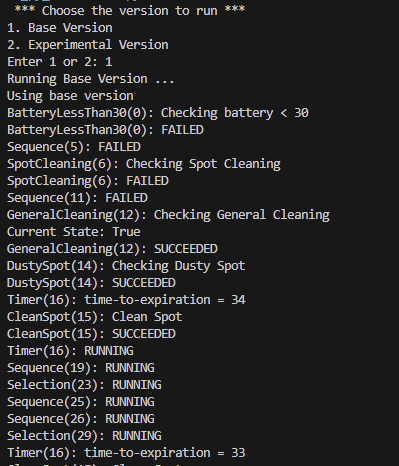 *** Choose the version to run ***
1. Base Version
2. Experimental Version
Enter 1 or 2: 1
Running Base Version ...
Using base version
BatteryLessThan30(0): Checking battery < 30
BatteryLessThan30(0): FAILED
Sequence(5): FAILED
SpotCleaning(6): Checking Spot Cleaning
SpotCleaning(6): FAILED
Sequence(11): FAILED
GeneralCleaning(12): Checking General Cleaning
Current State: True
GeneralCleaning(12): SUCCEEDED
DustySpot(14): Checking Dusty Spot
DustySpot(14): SUCCEEDED
Timer(16): time-to-expiration = 34
CleanSpot(15): Clean Spot
CleanSpot(15): SUCCEEDED
Timer(16): RUNNING
Sequence(19): RUNNING
Selection(23): RUNNING
Sequence(25): RUNNING
Sequence(26): RUNNING
Selection(29): RUNNING
Timer(16): time-to-expiration = 33